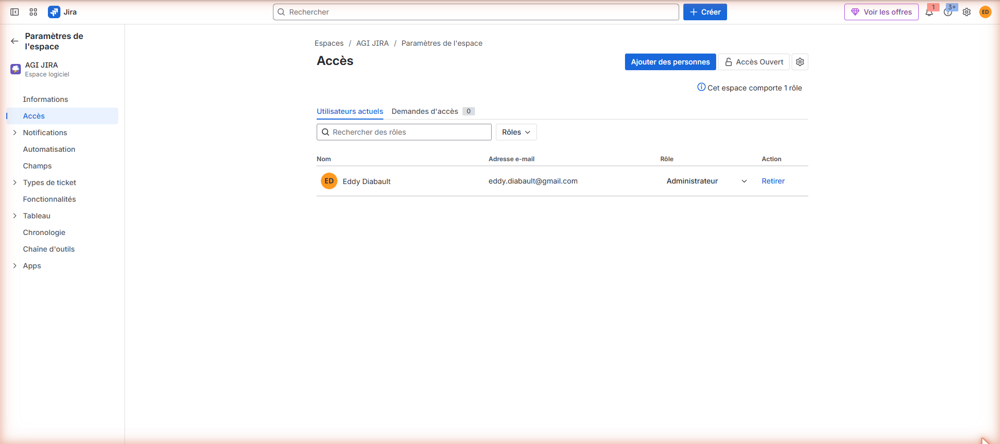 Jira
Rechercher
Créer
Voir les offres
1
3+
ED
Paramètres de
l'espace
AGI JIRA
Espace logiciel
Informations
Accès
Notifications
Automatisation
Champs
Types de ticket
Fonctionnalités
Tableau
Chronologie
Chaîne d'outils
Apps
Espaces / AGI JIRA / Paramètres de l'espace
Accès
Ajouter des personnes
Accès Ouvert
Cet espace comporte 1 rôle
Utilisateurs actuels
Demandes d'accès 0
Rechercher des rôles
Rôles
Nom Adresse e-mail Rôle Action
ED Eddy Diabault eddy.diabault@gmail.com Administrateur Retirer